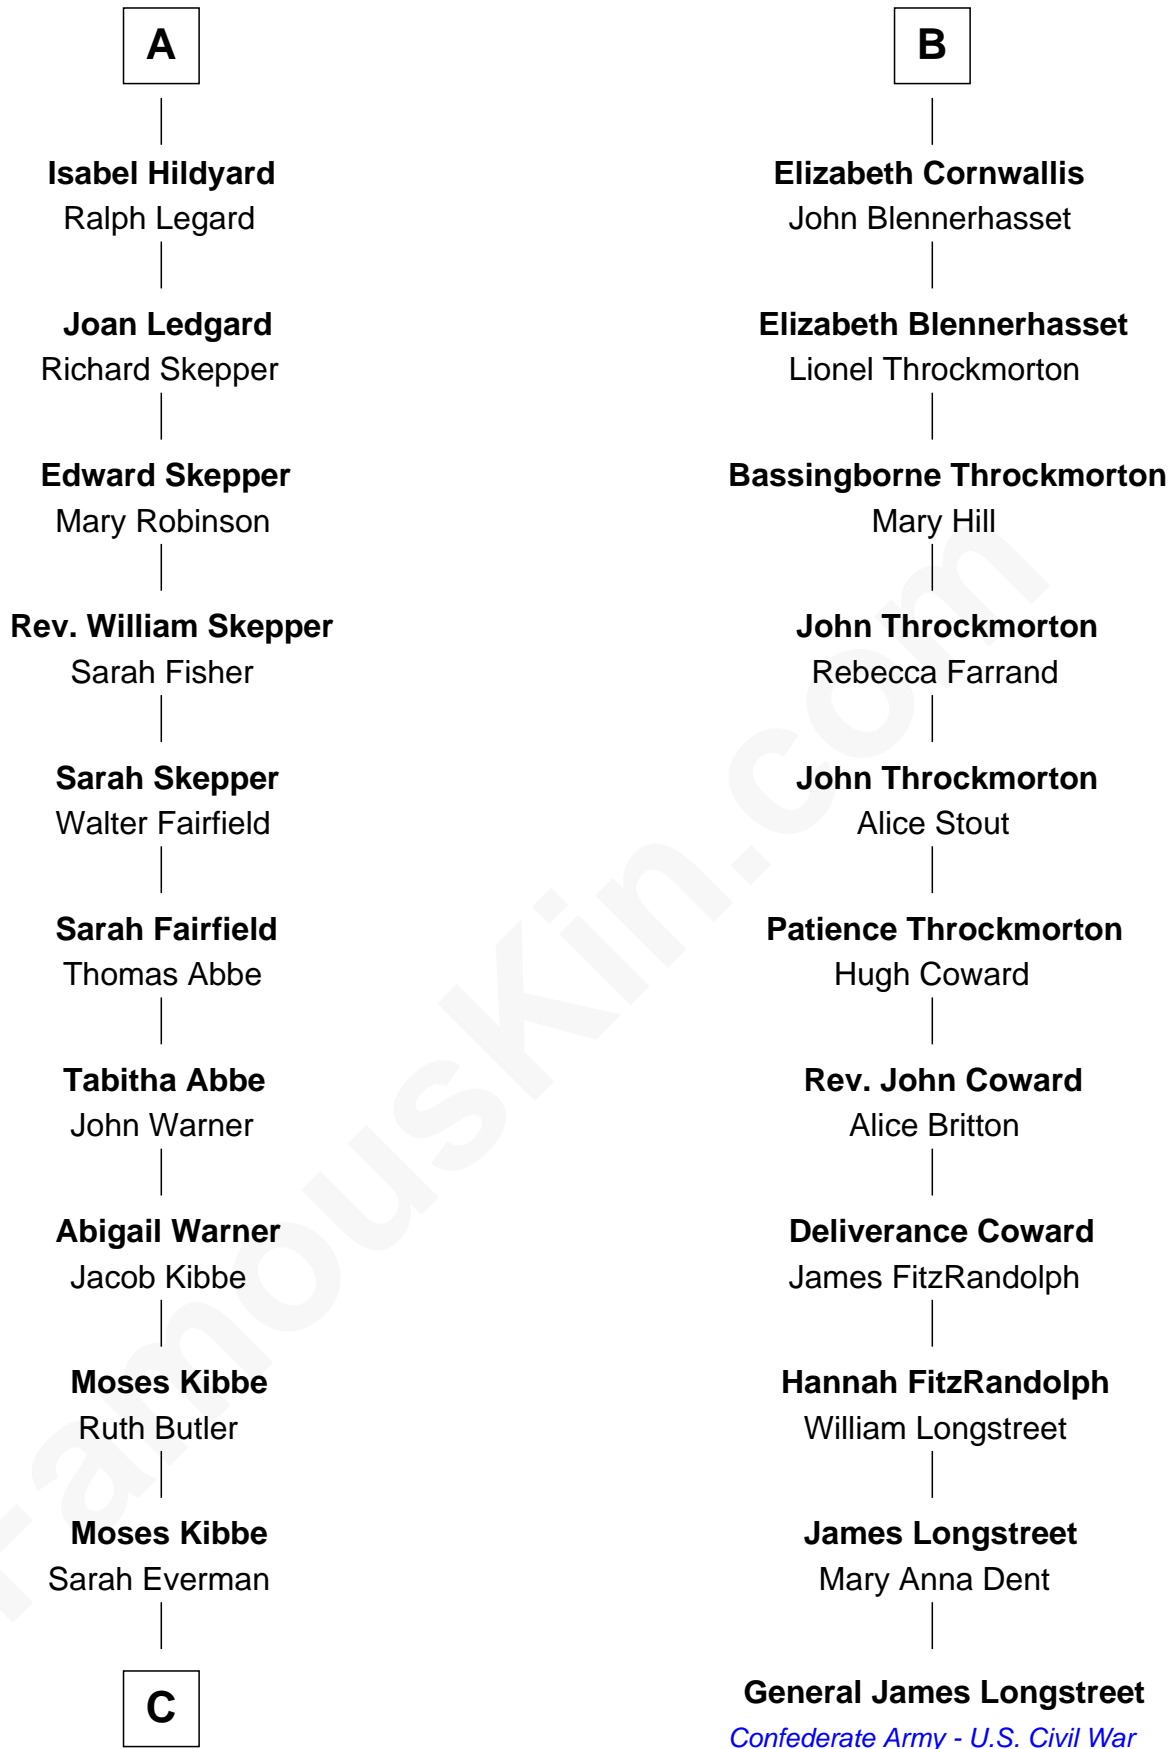 A
Isabel Hildyard
Ralph Legard
Joan Ledgard
Richard Skepper
Edward Skepper
Mary Robinson
Rev. William Skepper
Sarah Fisher
Sarah Skepper
Walter Fairfield
Sarah Fairfield
Thomas Abbe
Tabitha Abbe
John Warner
Abigail Warner
Jacob Kibbe
Moses Kibbe
Ruth Butler
Moses Kibbe
Sarah Everman
C
B
Elizabeth Cornwallis
John Blennerhasset
Elizabeth Blennerhasset
Lionel Throckmorton
Bassingborne Throckmorton
Mary Hill
John Throckmorton
Rebecca Farrand
John Throckmorton
Alice Stout
Patience Throckmorton
Hugh Coward
Rev. John Coward
Alice Britton
Deliverance Coward
James FitzRandolph
Hannah FitzRandolph
William Longstreet
James Longstreet
Mary Anna Dent
General James Longstreet
Confederate Army - U.S. Civil War
FamousKin.com